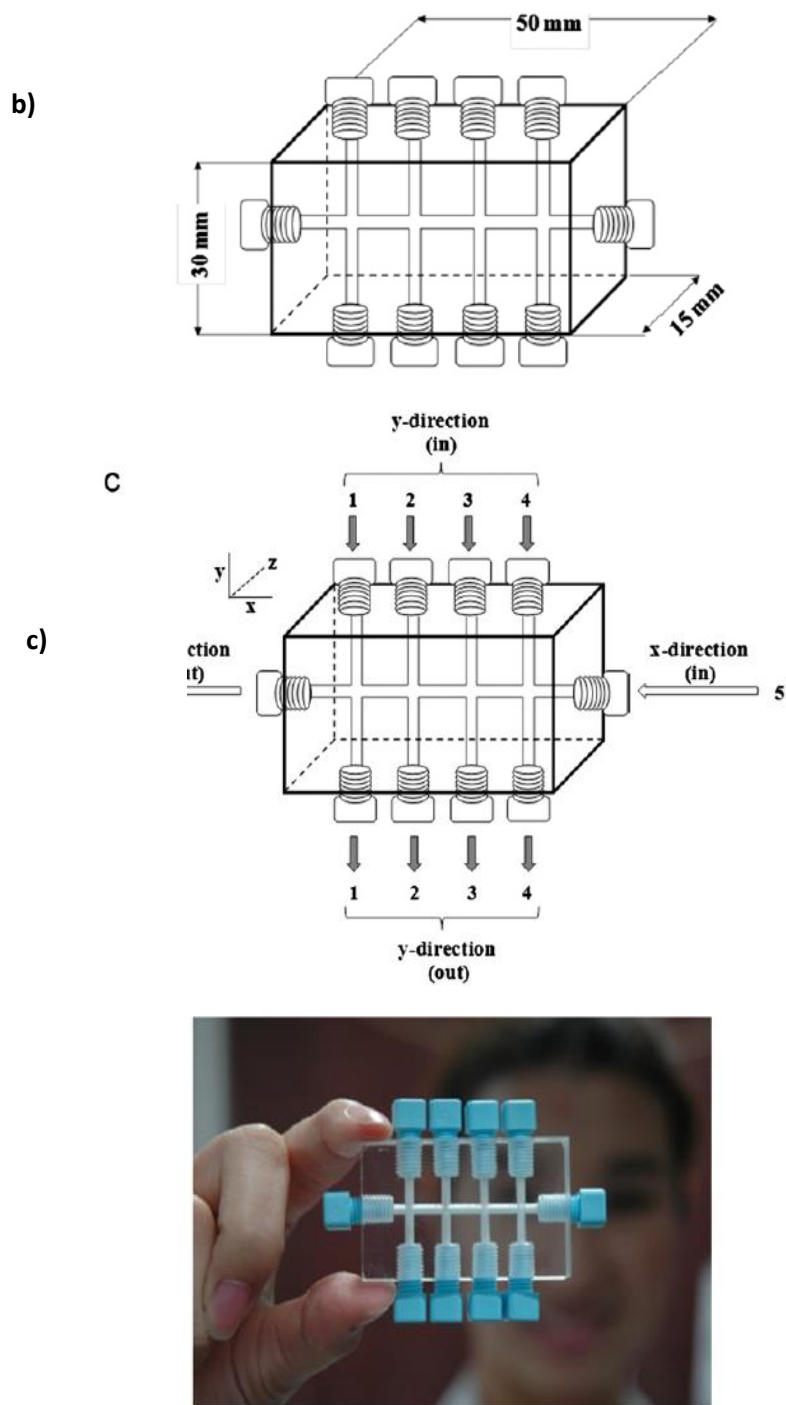 50 mm
b)
30 mm
15 mm
y-direction
(in)
C
1 2 3 4
y z
x
c)
ction
ıt)
x-direction
(in)
5
1 2 3 4
y-direction
(out)